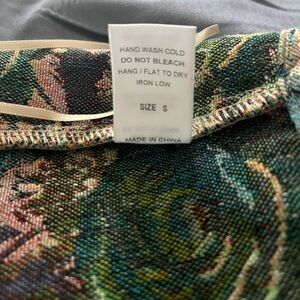 HAND WASH COLD
DO NOT BLEACH
HANG / FLAT TO DRY
IRON LOW
SIZE S
MADE IN CHINA